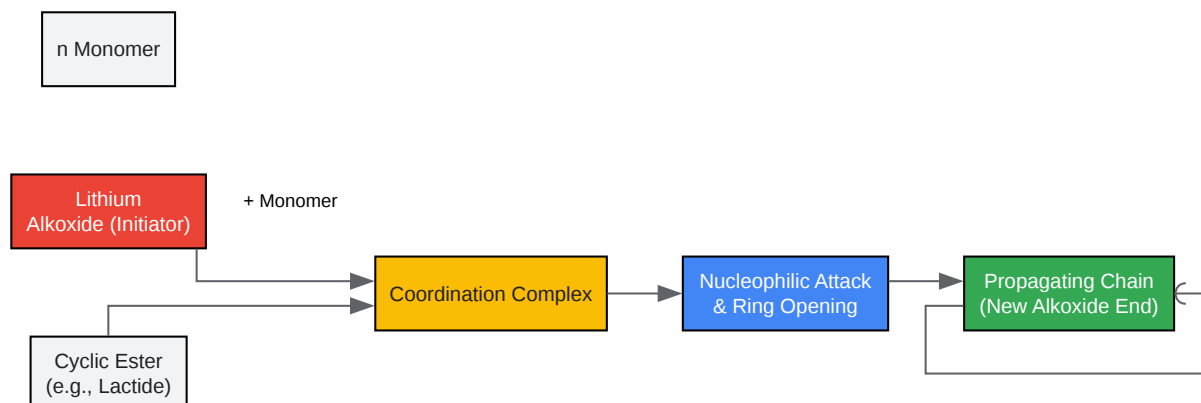 n Monomer
Lithium
Alkoxide (Initiator)
+ Monomer
Coordination Complex
Nucleophilic Attack
& Ring Opening
Propagating Chain
(New Alkoxide End)
Cyclic Ester
(e.g., Lactide)